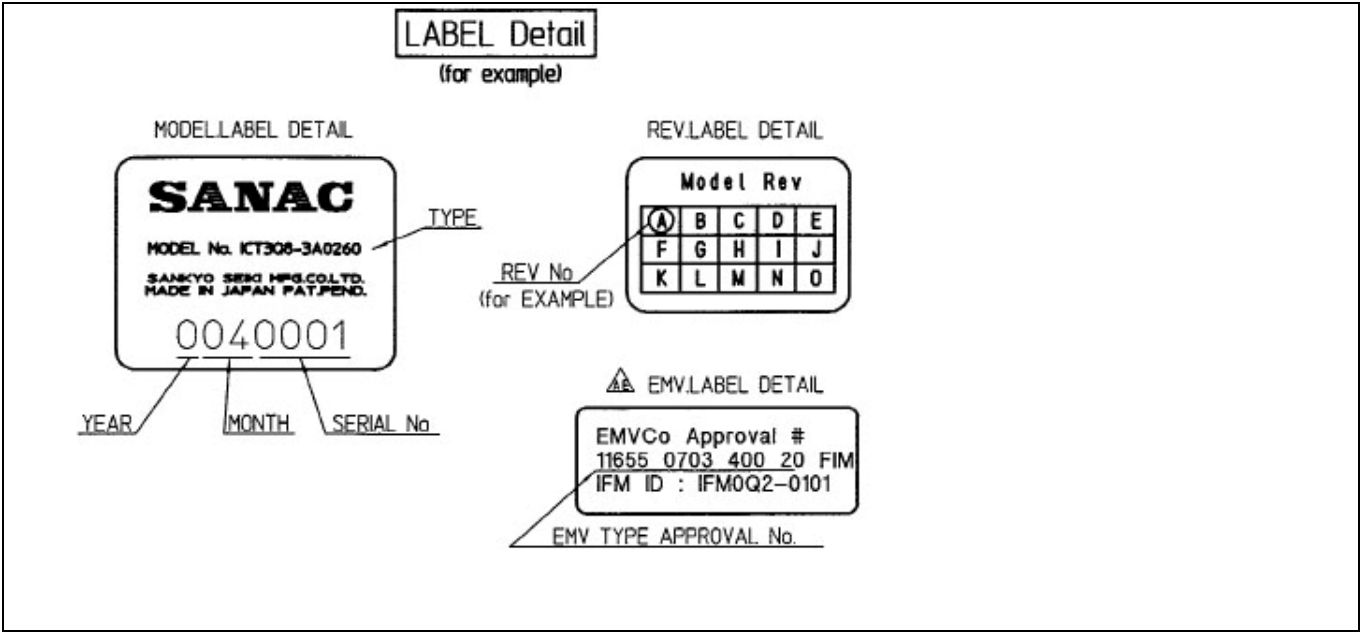 LABEL Detail
(for example)
MODEL.LABEL DETAIL
SANAC
MODEL No. ICT3Q8-3A0260
SANKYO SEIKI MFG.CO.LTD.
MADE IN JAPAN PAT.PEND.
0040001
TYPE
YEAR
MONTH
SERIAL No
REV.LABEL DETAIL
Model Rev
A B C D E
F G H I J
K L M N O
REV No
(for EXAMPLE)
EMV.LABEL DETAIL
EMVCo Approval #
11655 0703 400 20 FIM
IFM ID : IFM0Q2-0101
EMV TYPE APPROVAL No.